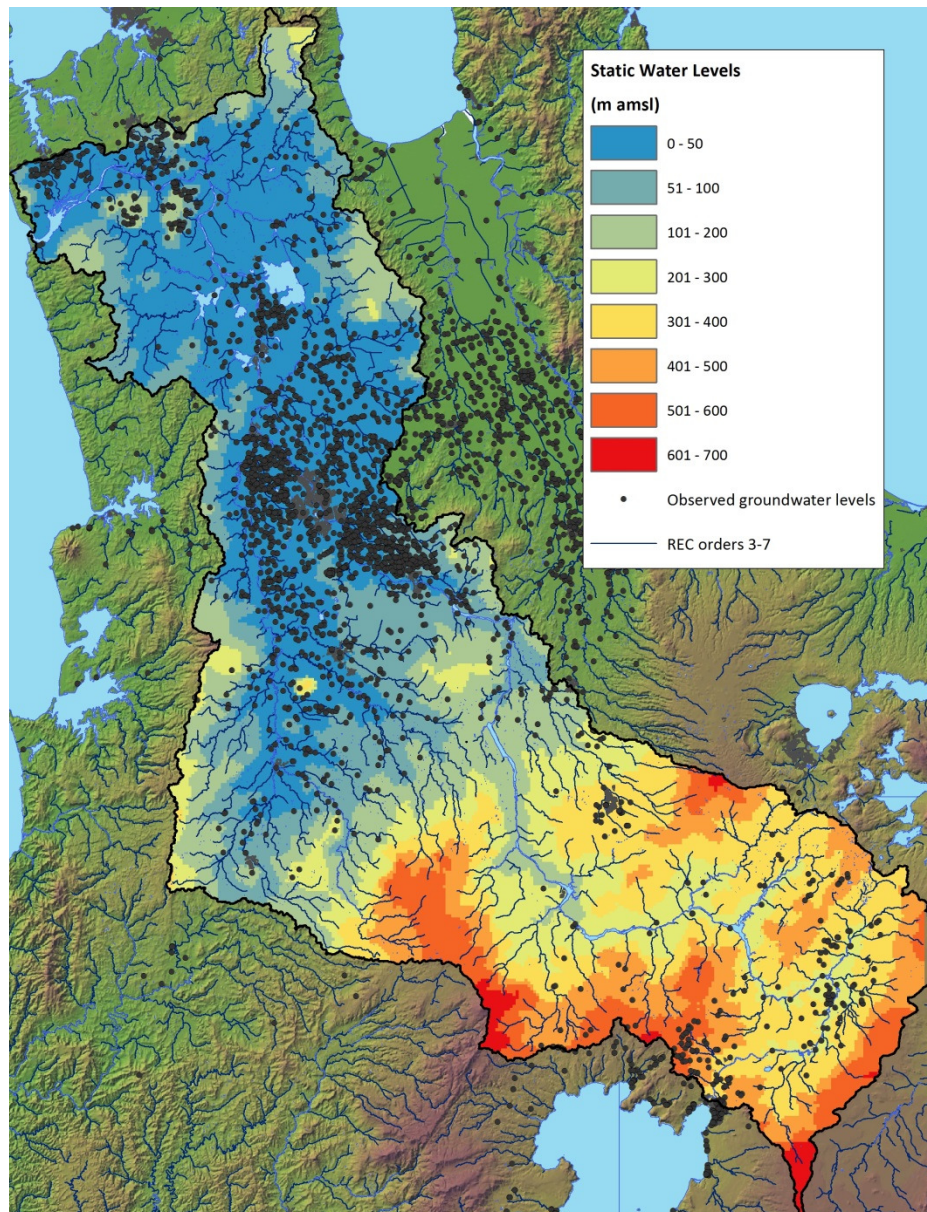 Static Water Levels
(m amsl)
0 - 50
51 - 100
101 - 200
201 - 300
301 - 400
401 - 500
501 - 600
601 - 700
Observed groundwater levels
REC orders 3-7